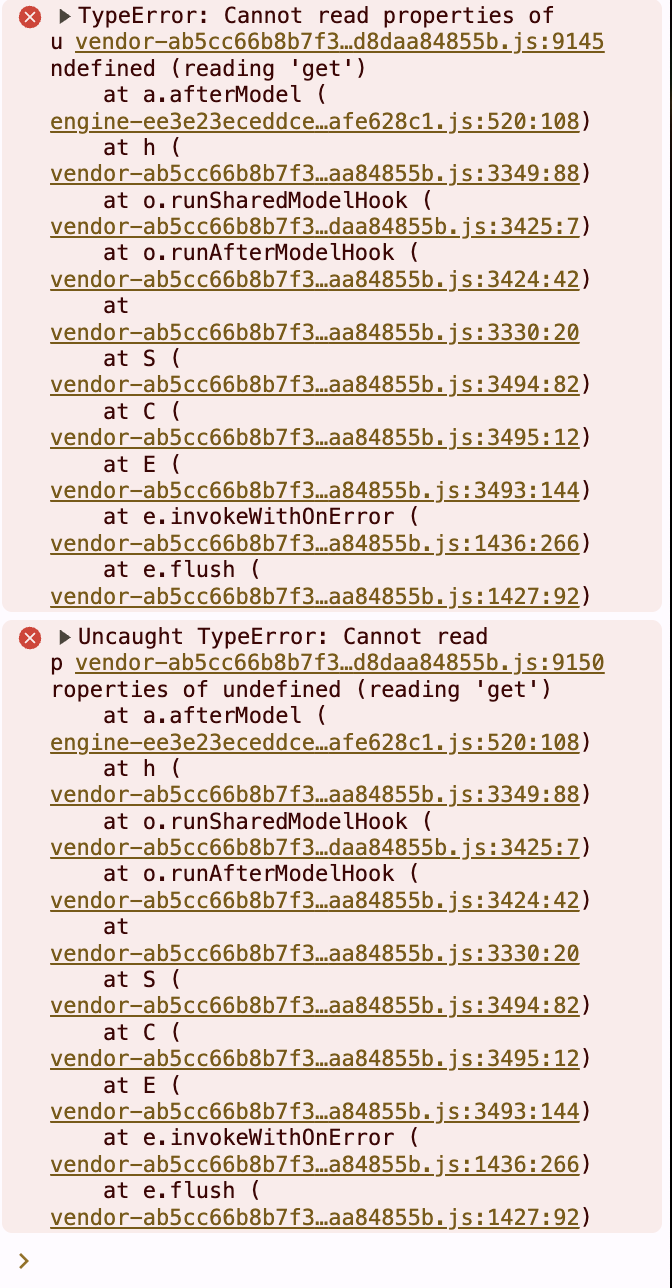 TypeError: Cannot read properties of
u vendor-ab5cc66b8b7f3…d8daa84855b.js:9145
ndefined (reading 'get')
at a.afterModel (
engine-ee3e23eceddce…afe628c1.js:520:108)
at h (
vendor-ab5cc66b8b7f3…aa84855b.js:3349:88)
at o.runSharedModelHook (
vendor-ab5cc66b8b7f3…daa84855b.js:3425:7)
at o.runAfterModelHook (
vendor-ab5cc66b8b7f3…aa84855b.js:3424:42)
at
vendor-ab5cc66b8b7f3…aa84855b.js:3330:20
at S (
vendor-ab5cc66b8b7f3…aa84855b.js:3494:82)
at C (
vendor-ab5cc66b8b7f3…aa84855b.js:3495:12)
at E (
vendor-ab5cc66b8b7f3…a84855b.js:3493:144)
at e.invokeWithOnError (
vendor-ab5cc66b8b7f3…a84855b.js:1436:266)
at e.flush (
vendor-ab5cc66b8b7f3…aa84855b.js:1427:92)
Uncaught TypeError: Cannot read
p vendor-ab5cc66b8b7f3…d8daa84855b.js:9150
roperties of undefined (reading 'get')
at a.afterModel (
engine-ee3e23eceddce…afe628c1.js:520:108)
at h (
vendor-ab5cc66b8b7f3…aa84855b.js:3349:88)
at o.runSharedModelHook (
vendor-ab5cc66b8b7f3…daa84855b.js:3425:7)
at o.runAfterModelHook (
vendor-ab5cc66b8b7f3…aa84855b.js:3424:42)
at
vendor-ab5cc66b8b7f3…aa84855b.js:3330:20
at S (
vendor-ab5cc66b8b7f3…aa84855b.js:3494:82)
at C (
vendor-ab5cc66b8b7f3…aa84855b.js:3495:12)
at E (
vendor-ab5cc66b8b7f3…a84855b.js:3493:144)
at e.invokeWithOnError (
vendor-ab5cc66b8b7f3…a84855b.js:1436:266)
at e.flush (
vendor-ab5cc66b8b7f3…aa84855b.js:1427:92)